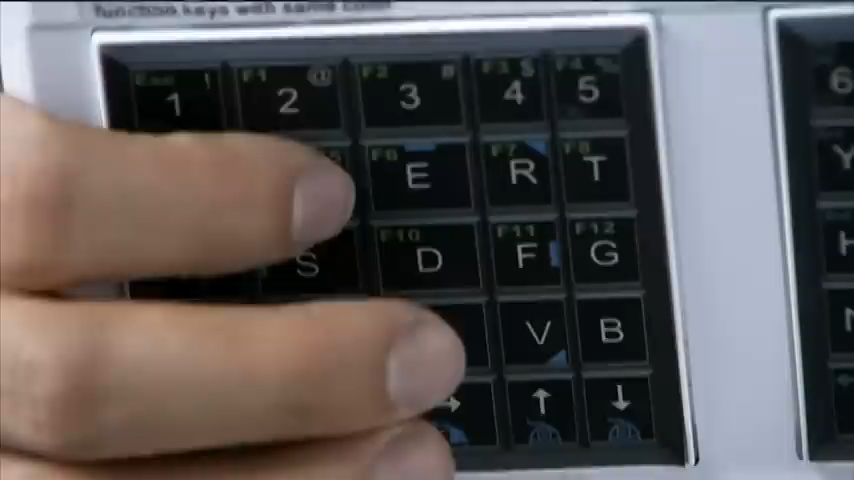 function keys with same color
Esc ! F1 @ F2 # F3 $ F4 %
1 2 3 4 5 6
F6 F7 F8
E R T Y
F10 F11 F12
S D F G H
V B N
→ ↑ ↓ ←